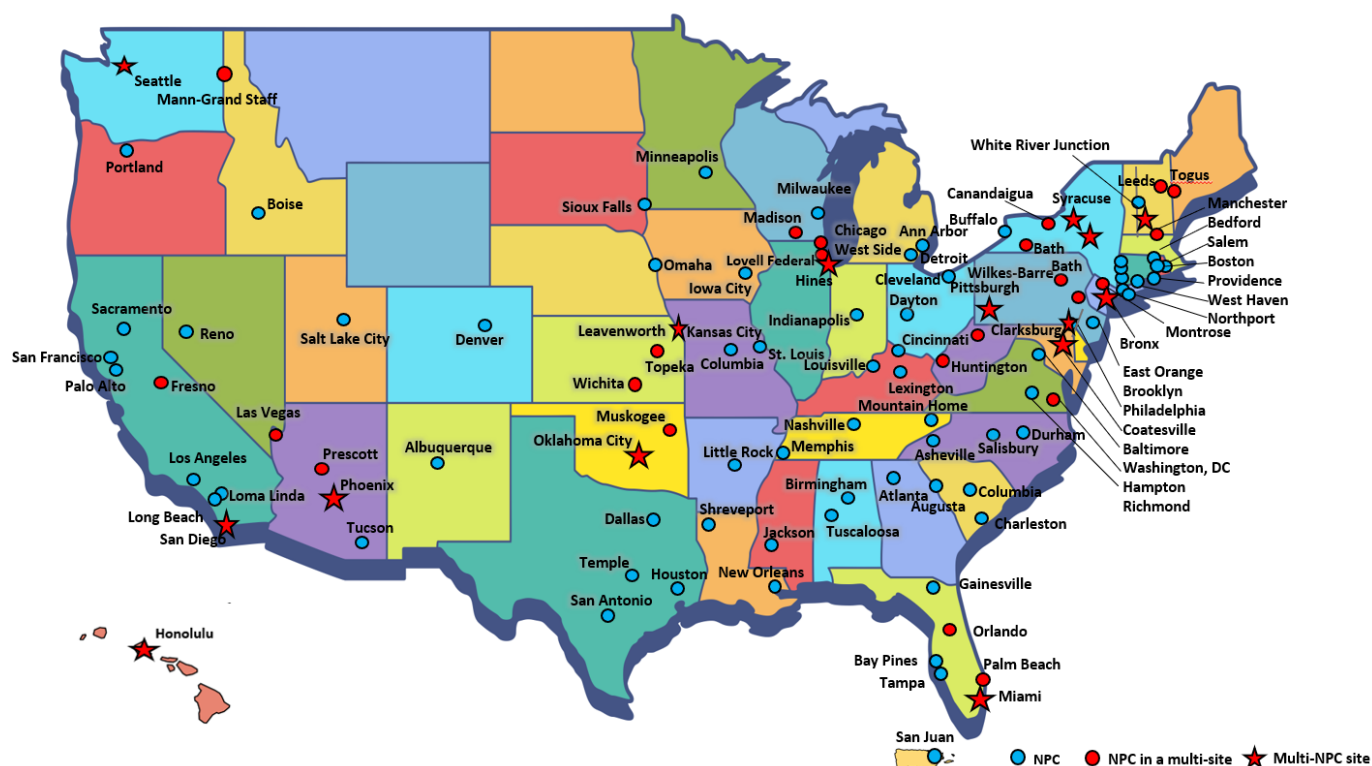 Seattle
Mann-Grand Staff
Portland
Boise
Minneapolis
Sioux Falls
Milwaukee
Madison
Chicago
West Side
Lovell Federal
Hines
Ann Arbor
Detroit
Omaha
Iowa City
White River Junction
Canandaigua
Buffalo
Syracuse
Leeds
Togus
Bath
Manchester
Bedford
Salem
Boston
Providence
West Haven
Northport
Montrose
Bronx
East Orange
Brooklyn
Philadelphia
Coatesville
Baltimore
Washington, DC
Hampton
Richmond
Wilkes-Barre
Bath
Pittsburgh
Cleveland
Dayton
Clarksburg
Indianapolis
Cincinnati
Huntington
Louisville
Lexington
Mountain Home
Sacramento
Reno
San Francisco
Palo Alto
Fresno
Salt Lake City
Denver
Leavenworth
Kansas City
Topeka
Columbia
St. Louis
Wichita
Las Vegas
Muskogee
Oklahoma City
Albuquerque
Prescott
Phoenix
Tucson
Los Angeles
Loma Linda
Long Beach
San Diego
Nashville
Memphis
Little Rock
Asheville
Salisbury
Durham
Birmingham
Tuscaloosa
Atlanta
Augusta
Columbia
Charleston
Shreveport
Jackson
New Orleans
Dallas
Temple
Houston
San Antonio
Gainesville
Orlando
Bay Pines
Tampa
Palm Beach
Miami
Honolulu
San Juan
NPC
NPC in a multi-site
Multi-NPC site